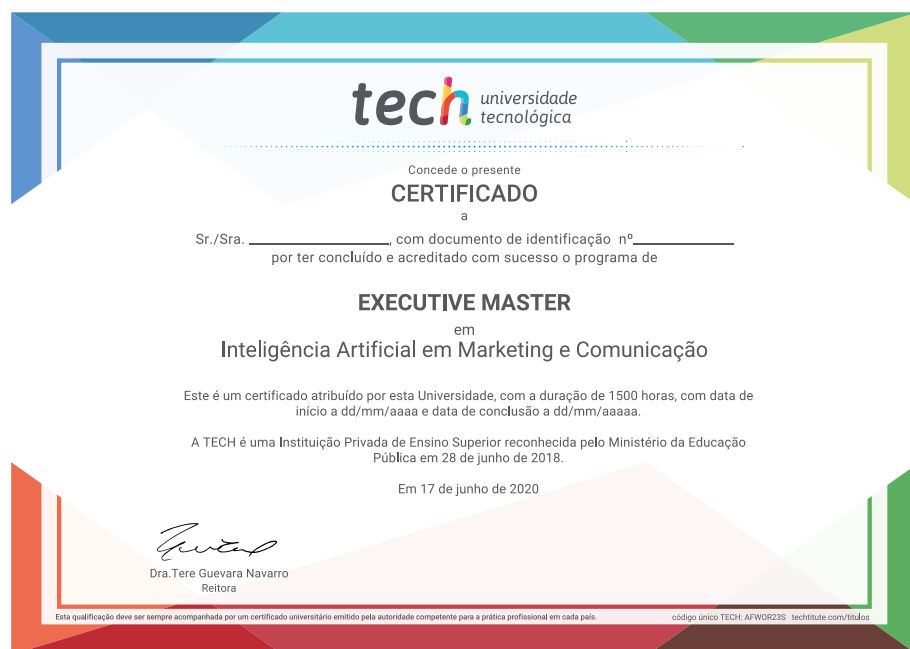 tech universidade
tecnológica
Concede o presente
CERTIFICADO
a
Sr./Sra. ________________, com documento de identificação nº____________
por ter concluído e acreditado com sucesso o programa de
EXECUTIVE MASTER
em
Inteligência Artificial em Marketing e Comunicação
Este é um certificado atribuído por esta Universidade, com a duração de 1500 horas, com data de
início a dd/mm/aaaa e data de conclusão a dd/mm/aaaaa.
A TECH é uma Instituição Privada de Ensino Superior reconhecida pelo Ministério da Educação
Pública em 28 de junho de 2018.
Em 17 de junho de 2020
Dra.Tere Guevara Navarro
Reitora
Esta qualificação deve ser sempre acompanhada por um certificado universitário emitido pela autoridade competente para a prática profissional em cada país.
código único TECH: AFWOR23S techtitute.com/titulos